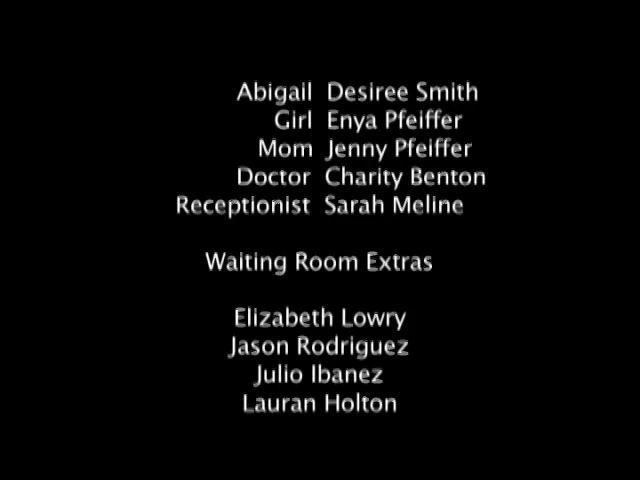 Abigail Desiree Smith
Girl Enya Pfeiffer
Mom Jenny Pfeiffer
Doctor Charity Benton
Receptionist Sarah Meline
Waiting Room Extras
Elizabeth Lowry
Jason Rodriguez
Julio Ibanez
Lauran Holton